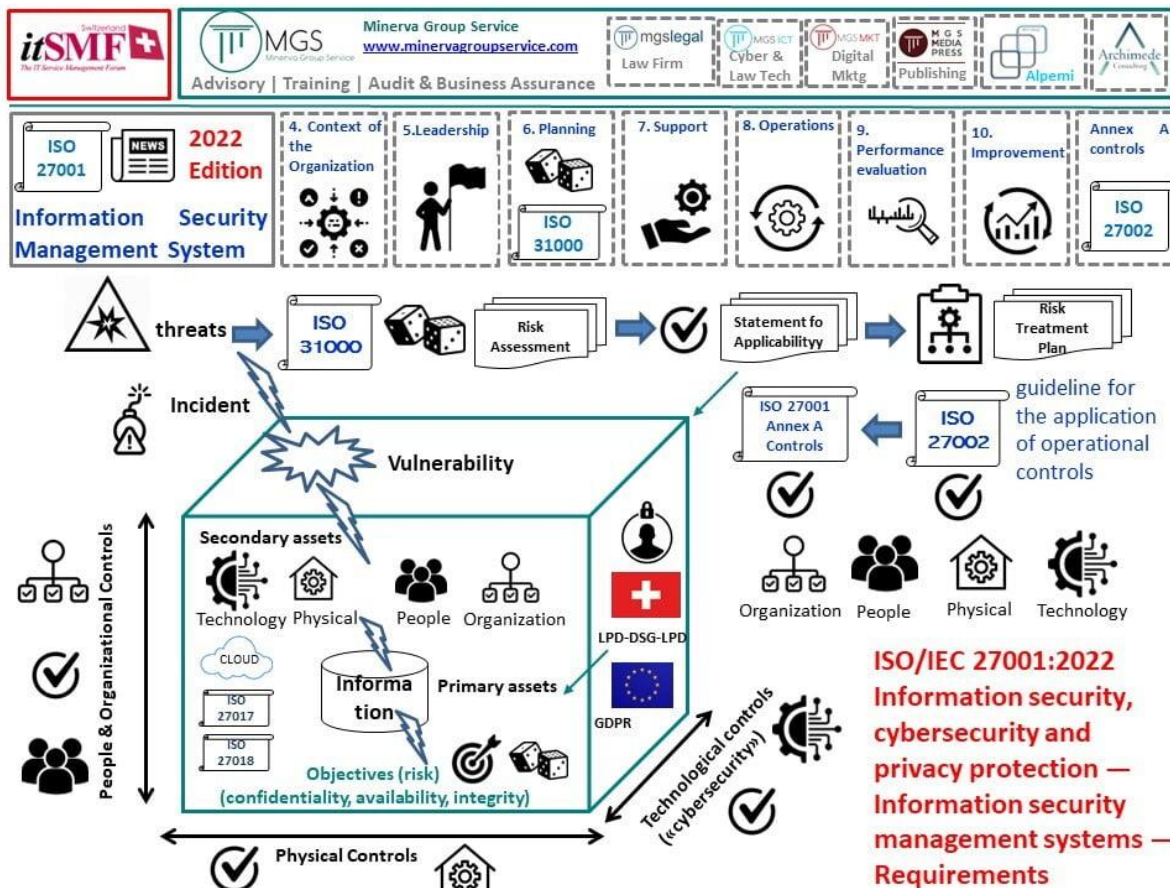 Switzerland
itSMF
The IT Service Management Forum
MGS
Minerva Group Service
Minerva Group Service
www.minervagroupservice.com
Advisory | Training | Audit & Business Assurance
mgslegal
Law Firm
MGS ICT
Cyber &
Law Tech
MGS MKT
Digital
Mktg
MGS
MEDIA
PRESS
Publishing
Alpemi
Archimede
Consulting
ISO
27001
NEWS
2022
Edition
Information Security
Management System
4. Context of
the
Organization
5.Leadership
6. Planning
ISO
31000
7. Support
8. Operations
9.
Performance
evaluation
10.
Improvement
Annex A
controls
ISO
27002
threats
ISO
31000
Risk
Assessment
Statement fo
Applicabilityy
Risk
Treatment
Plan
Incident
Vulnerability
ISO 27001
Annex A
Controls
ISO
27002
guideline for
the application
of operational
controls
People & Organizational Controls
Secondary assets
Technology
Physical
People
Organization
CLOUD
ISO
27017
ISO
27018
Informa
tion
Primary assets
Objectives (risk)
(confidentiality, availability, integrity)
LPD-DSG-LPD
GDPR
Organization
People
Physical
Technology
Technological controls
(«cybersecurity»)
Physical Controls
ISO/IEC 27001:2022
Information security,
cybersecurity and
privacy protection —
Information security
management systems —
Requirements